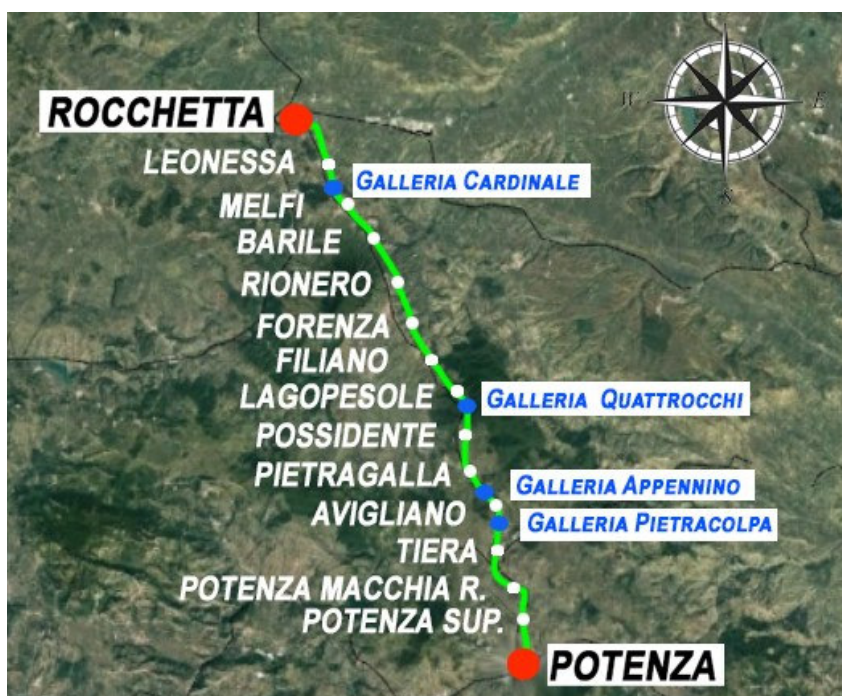 ROCCHETTA
LEONESSA
GALLERIA CARDINALE
MELFI
BARILE
RIONERO
FORENZA
FILIANO
LAGOPESOLE
GALLERIA QUATTROCCHI
POSSIDENTE
PIETRAGALLA
GALLERIA APPENNINO
AVIGLIANO
GALLERIA PIETRACOLPA
TIERA
POTENZA MACCHIA R.
POTENZA SUP.
POTENZA
W
E
S